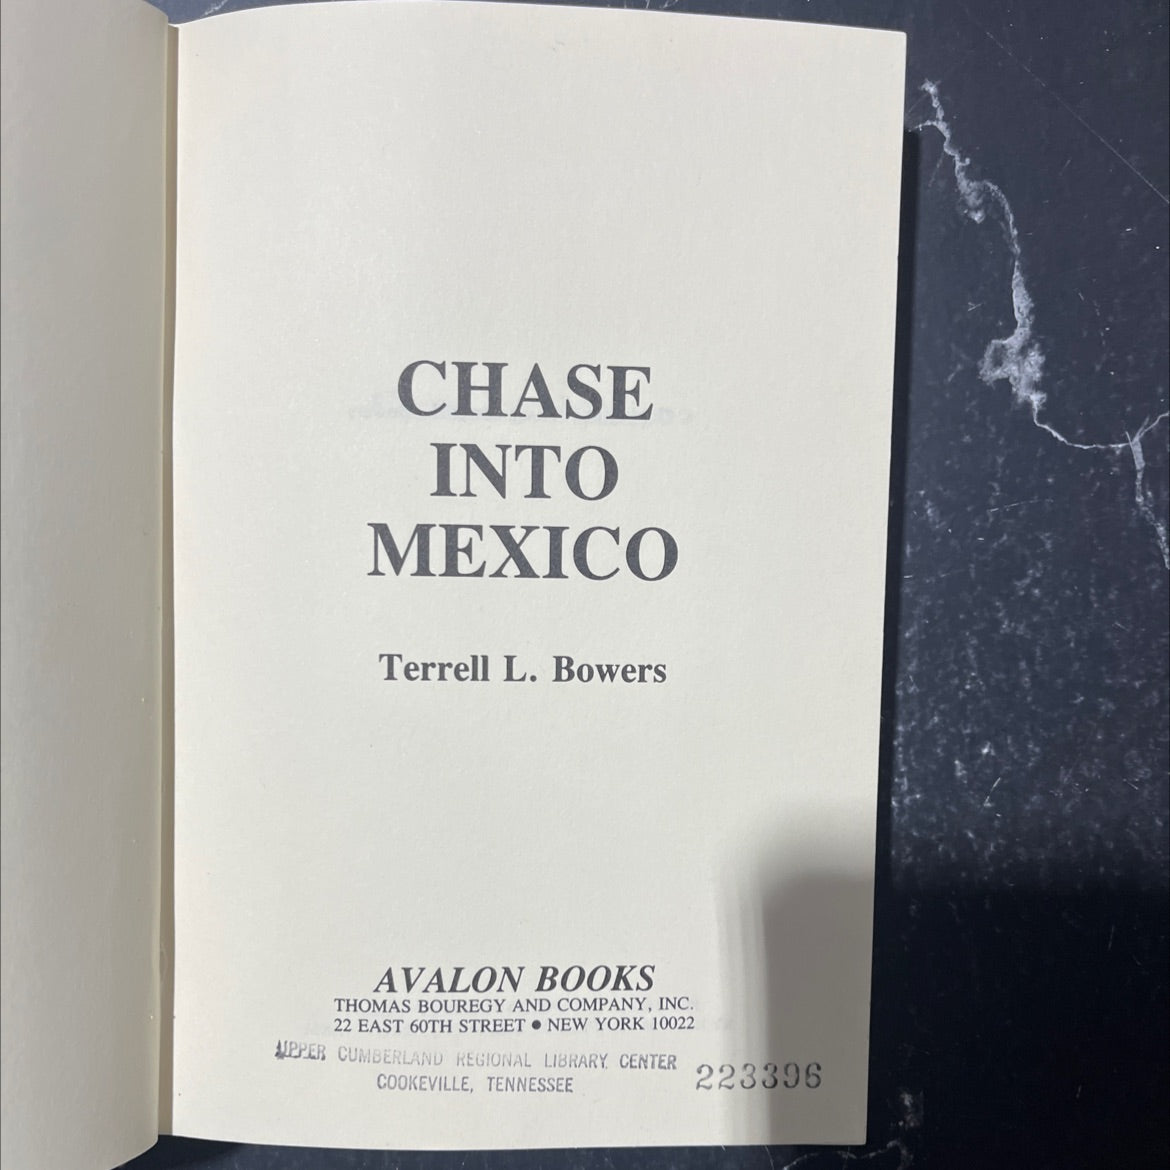 CHASE
INTO
MEXICO
Terrell L. Bowers
AVALON BOOKS
THOMAS BOUREGY AND COMPANY, INC.
22 EAST 60TH STREET ● NEW YORK 10022
UPPER CUMBERLAND REGIONAL LIBRARY CENTER
COOKEVILLE, TENNESSEE
223396